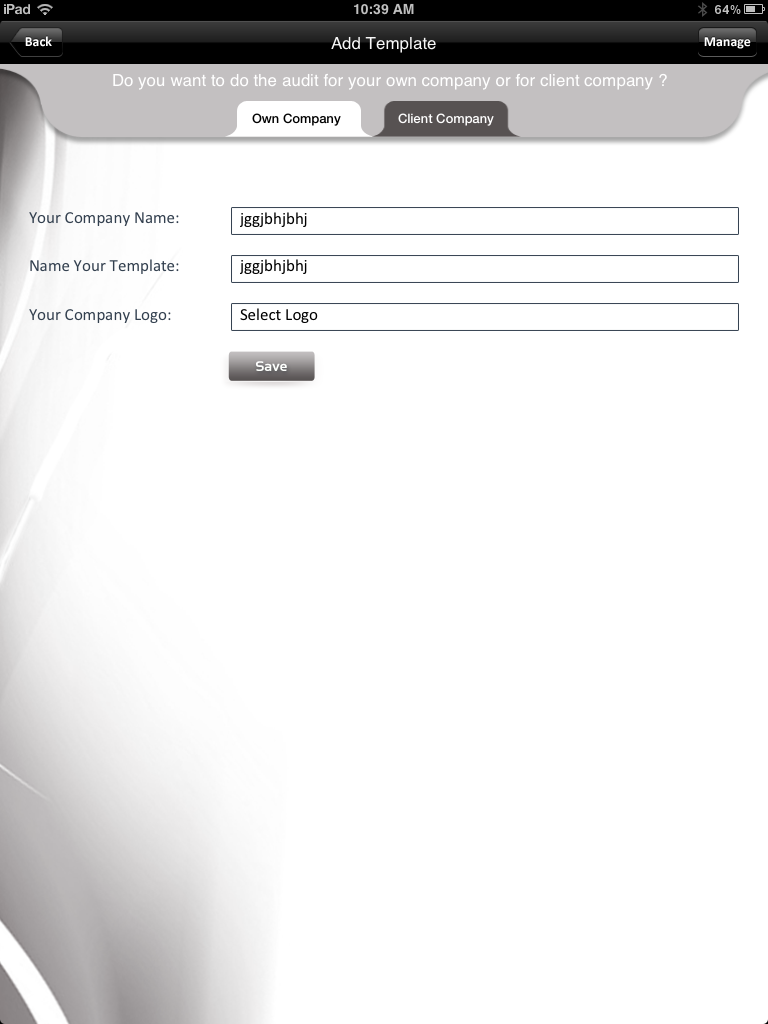 iPad 10:39 AM 64%
Back Add Template Manage
Do you want to do the audit for your own company or for client company ?
Own Company Client Company
Your Company Name: jggjbhjbhj
Name Your Template: jggjbhjbhj
Your Company Logo: Select Logo
Save